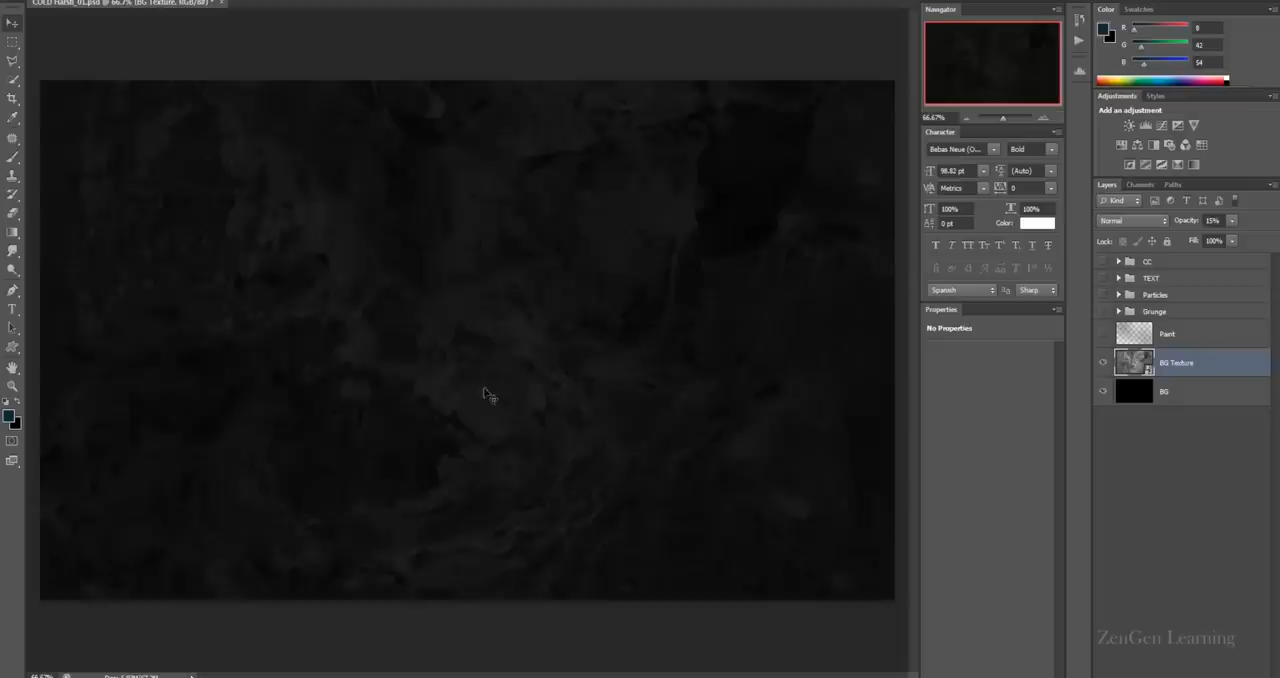 COLD Harsh_01.psd @ 66.7% (BG Texture, RGB/8#) *
Navigator
66.67%
Character
Bebas Neue (O...
Bold
98.82 pt
(Auto)
Metrics
0
100%
100%
0 pt
Color:
Spanish
Sharp
Properties
No Properties
Color
Swatches
R
8
G
42
B
54
Adjustments
Styles
Add an adjustment
Layers
Channels
Paths
Kind
Normal
Opacity: 15%
Lock:
Fill: 100%
CC
TEXT
Particles
Grunge
Paint
BG Texture
BG
ZenGen Learning
66.67%